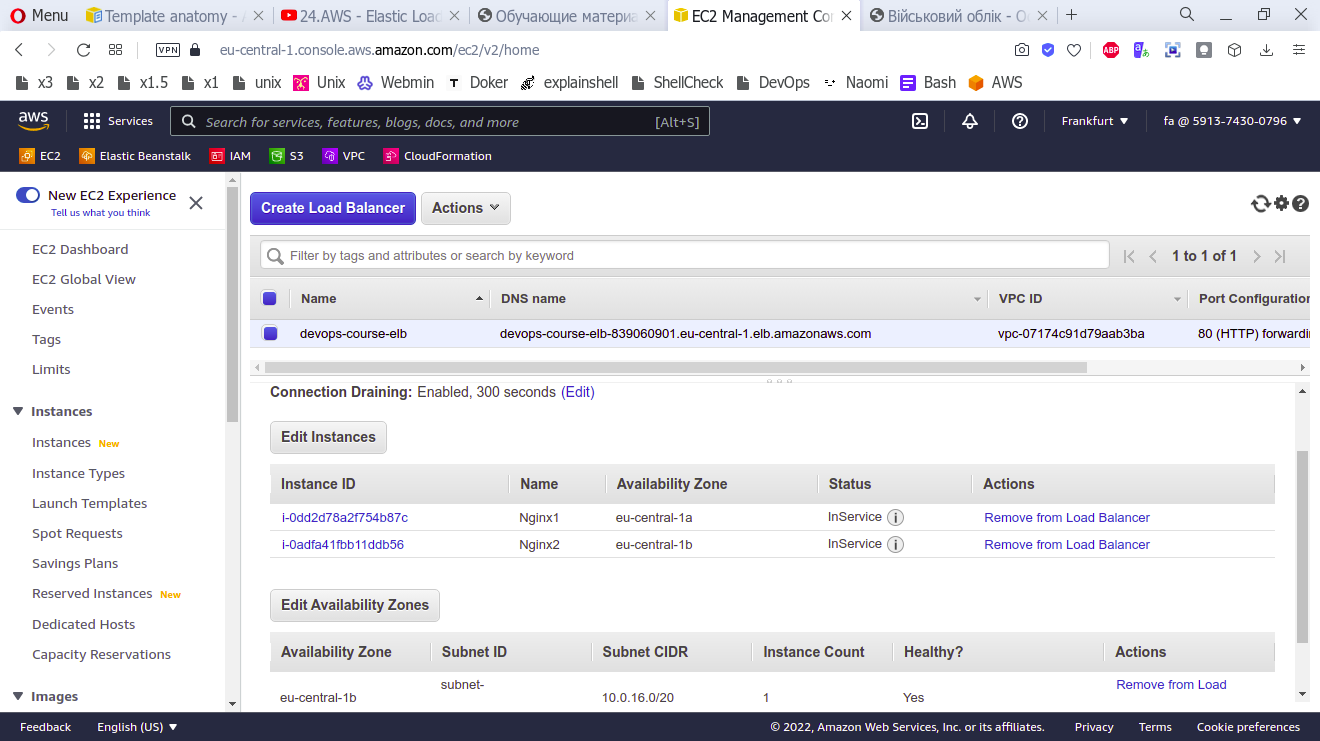 Menu
Template anatomy -
24.AWS - Elastic Load
Обучающие материа
EC2 Management Cor
Військовий облік - Ос
VPN
eu-central-1.console.aws.amazon.com/ec2/v2/home
ABP
x3 x2 x1.5 x1 unix Unix Webmin Doker explainshell ShellCheck DevOps Naomi Bash AWS
aws Services Search for services, features, blogs, docs, and more [Alt+S] Frankfurt fa @ 5913-7430-0796
EC2 Elastic Beanstalk IAM S3 VPC CloudFormation
New EC2 Experience
Tell us what you think
EC2 Dashboard
EC2 Global View
Events
Tags
Limits
Instances
Instances New
Instance Types
Launch Templates
Spot Requests
Savings Plans
Reserved Instances New
Dedicated Hosts
Capacity Reservations
Images
Create Load Balancer Actions
Filter by tags and attributes or search by keyword 1 to 1 of 1
Name DNS name VPC ID Port Configuration
devops-course-elb devops-course-elb-839060901.eu-central-1.elb.amazonaws.com vpc-07174c91d79aab3ba 80 (HTTP) forwardin
Connection Draining: Enabled, 300 seconds (Edit)
Edit Instances
Instance ID Name Availability Zone Status Actions
i-0dd2d78a2f754b87c Nginx1 eu-central-1a InService i Remove from Load Balancer
i-0adfa41fbb11ddb56 Nginx2 eu-central-1b InService i Remove from Load Balancer
Edit Availability Zones
Availability Zone Subnet ID Subnet CIDR Instance Count Healthy? Actions
subnet- Remove from Load
eu-central-1b 10.0.16.0/20 1 Yes
Feedback English (US) © 2022, Amazon Web Services, Inc. or its affiliates. Privacy Terms Cookie preferences